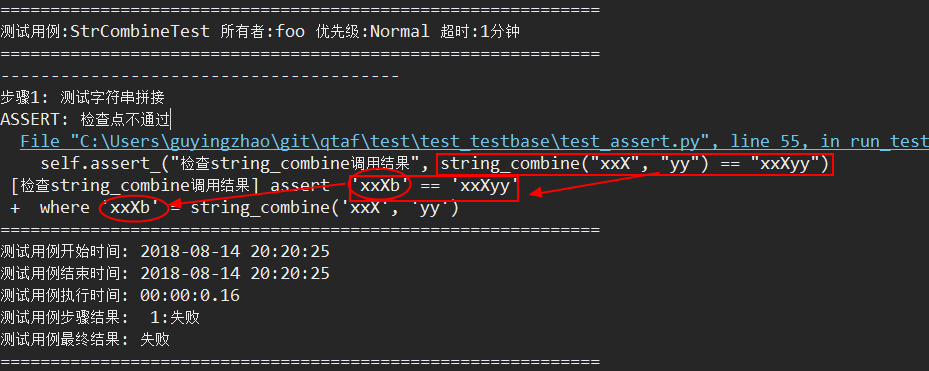 ============================================================
测试用例:StrCombineTest 所有者:foo 优先级:Normal 超时:1分钟
============================================================
----------------------------------------
步骤1: 测试字符串拼接
ASSERT: 检查点不通过
File "C:\Users\guyingzhao\git\qtaf\test\test_testbase\test_assert.py", line 55, in run_test
self.assert_("检查string_combine调用结果", string_combine("xxX", "yy") == "xxXyy")
[检查string_combine调用结果] assert 'xxXb' == 'xxXyy'
+ where 'xxXb' = string_combine('xxX', 'yy')
============================================================
测试用例开始时间: 2018-08-14 20:20:25
测试用例结束时间: 2018-08-14 20:20:25
测试用例执行时间: 00:00:0.16
测试用例步骤结果: 1:失败
测试用例最终结果: 失败
============================================================